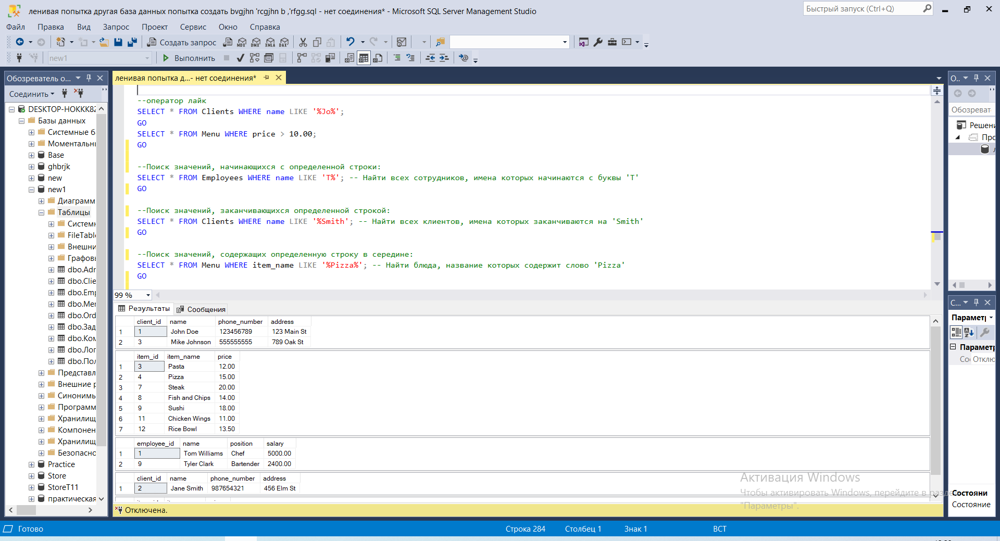 ленивая попытка другая база данных попытка создать bvgjhn 'rcgjhn b ,'rfgg.sql - нет соединения* - Microsoft SQL Server Management Studio
Быстрый запуск (Ctrl+Q)
Файл Правка Вид Запрос Проект Сервис Окно Справка
Создать запрос
new1 Выполнить
Обозреватель о...
Соединить
DESKTOP-HOKKK82
Базы данных
Системные б
Моментальн
Base
ghbrjk
new
new1
Диаграмм
Таблицы
Систем
FileTable
Внешни
Графовы
dbo.Adr
dbo.Clie
dbo.Emp
dbo.Mer
dbo.Ord
dbo.Зад
dbo.Ком
dbo.Лог
dbo.Пол
Представл
Внешние р
Синонимы
Программ
Хранилищ
Компонен
Хранилищ
Безопасно
Practice
Store
StoreT11
практическая
ленивая попытка д...- нет соединения*
--оператор лайк
SELECT * FROM Clients WHERE name LIKE '%Jo%';
GO
SELECT * FROM Menu WHERE price > 10.00;
GO
--Поиск значений, начинающихся с определенной строки:
SELECT * FROM Employees WHERE name LIKE 'T%'; -- Найти всех сотрудников, имена которых начинаются с буквы 'T'
GO
--Поиск значений, заканчивающихся определенной строкой:
SELECT * FROM Clients WHERE name LIKE '%Smith'; -- Найти всех клиентов, имена которых заканчиваются на 'Smith'
GO
--Поиск значений, содержащих определенную строку в середине:
SELECT * FROM Menu WHERE item_name LIKE '%Pizza%'; -- Найти блюда, название которых содержит слово 'Pizza'
GO
99 %
Результаты Сообщения
client_id name phone_number address
1 1 John Doe 123456789 123 Main St
2 3 Mike Johnson 555555555 789 Oak St
item_id item_name price
1 3 Pasta 12.00
2 4 Pizza 15.00
3 7 Steak 20.00
4 8 Fish and Chips 14.00
5 9 Sushi 18.00
6 11 Chicken Wings 11.00
7 12 Rice Bowl 13.50
employee_id name position salary
1 1 Tom Williams Chef 5000.00
2 9 Tyler Clark Bartender 2400.00
client_id name phone_number address
1 2 Jane Smith 987654321 456 Elm St
Отключена.
О..
Обозреват
Решени
Про
С...
Параметр
Параметр
Отклю
Состояни
Состояние
Активация Windows
Чтобы активировать Windows, перейдите в разде
"Параметры".
Готово Строка 284 Столбец 1 Знак 1 ВСТ